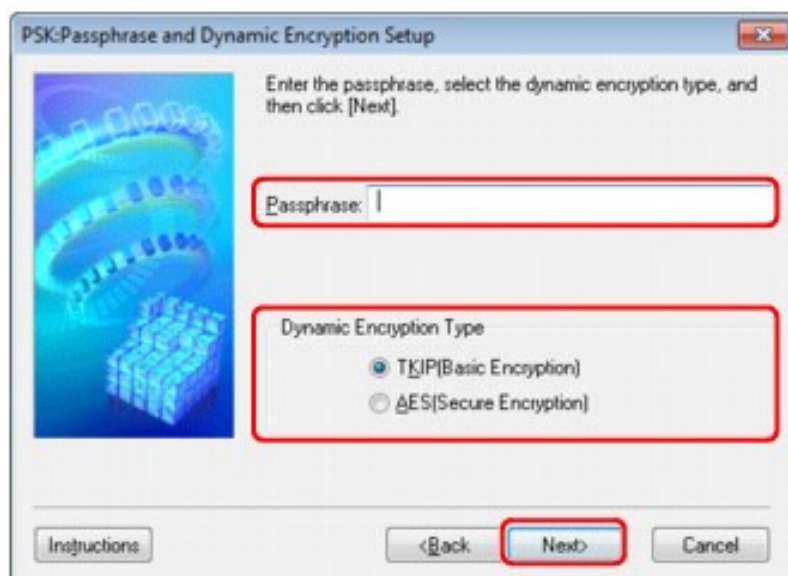 PSK:Passphrase and Dynamic Encryption Setup
Enter the passphrase, select the dynamic encryption type, and
then click [Next].
Passphrase:
Dynamic Encryption Type
TKIP(Basic Encryption)
AES(Secure Encryption)
Instructions
<Back
Next>
Cancel